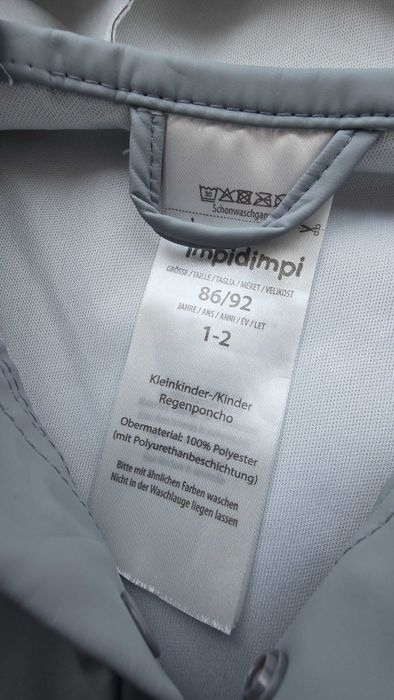 30
Schonwaschgang
impidimpi
GRÖSSE / TAILLE / TAGLIA / MÉRET / VELIKOST
86/92
JAHRE / ANS / ANNI / ÉV / LET
1-2
Kleinkinder-/Kinder
Regenponcho
Obermaterial: 100% Polyester
(mit Polyurethanbeschichtung)
Bitte mit ähnlichen Farben waschen
Nicht in der Waschlauge liegen lassen